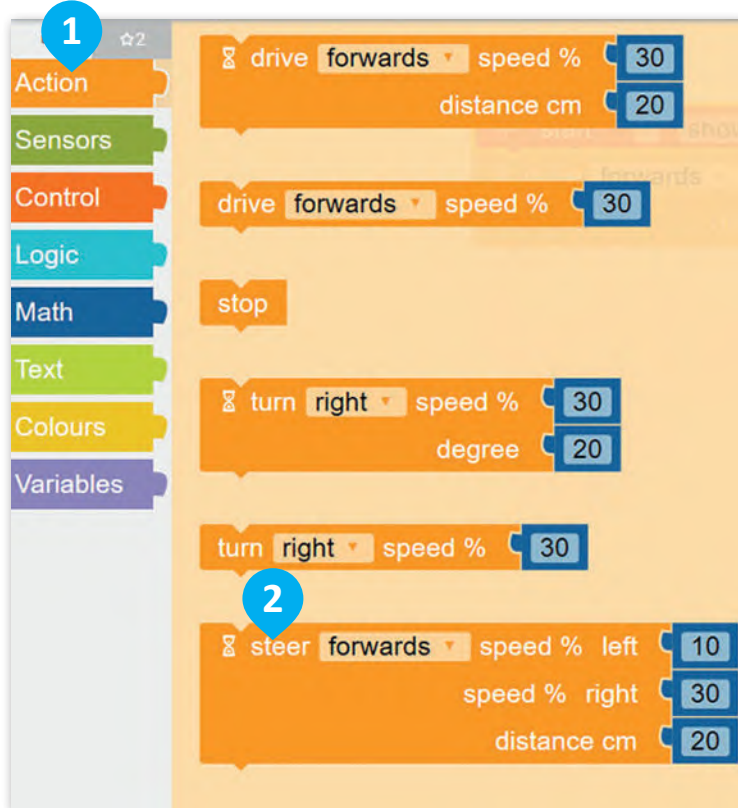 1
☆2
Action
Sensors
Control
Logic
Math
Text
Colours
Variables
drive forwards speed % 30
distance cm 20
show
forwards
drive forwards speed % 30
stop
turn right speed % 30
degree 20
turn right speed % 30
2
steer forwards speed % left 10
speed % right 30
distance cm 20